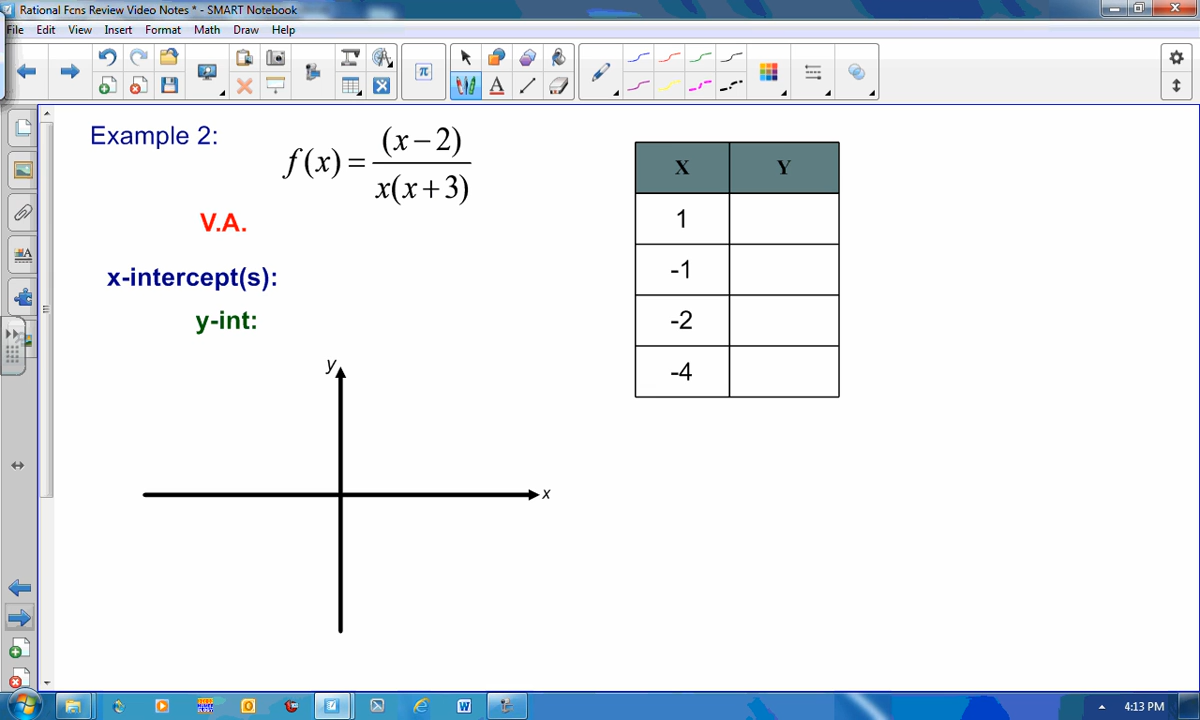 Rational Fcns Review Video Notes * - SMART Notebook
File Edit View Insert Format Math Draw Help
Example 2:
f(x) = (x − 2) / x(x + 3)
V.A.
x-intercept(s):
y-int:
y
x
X Y
1
-1
-2
-4
4:13 PM